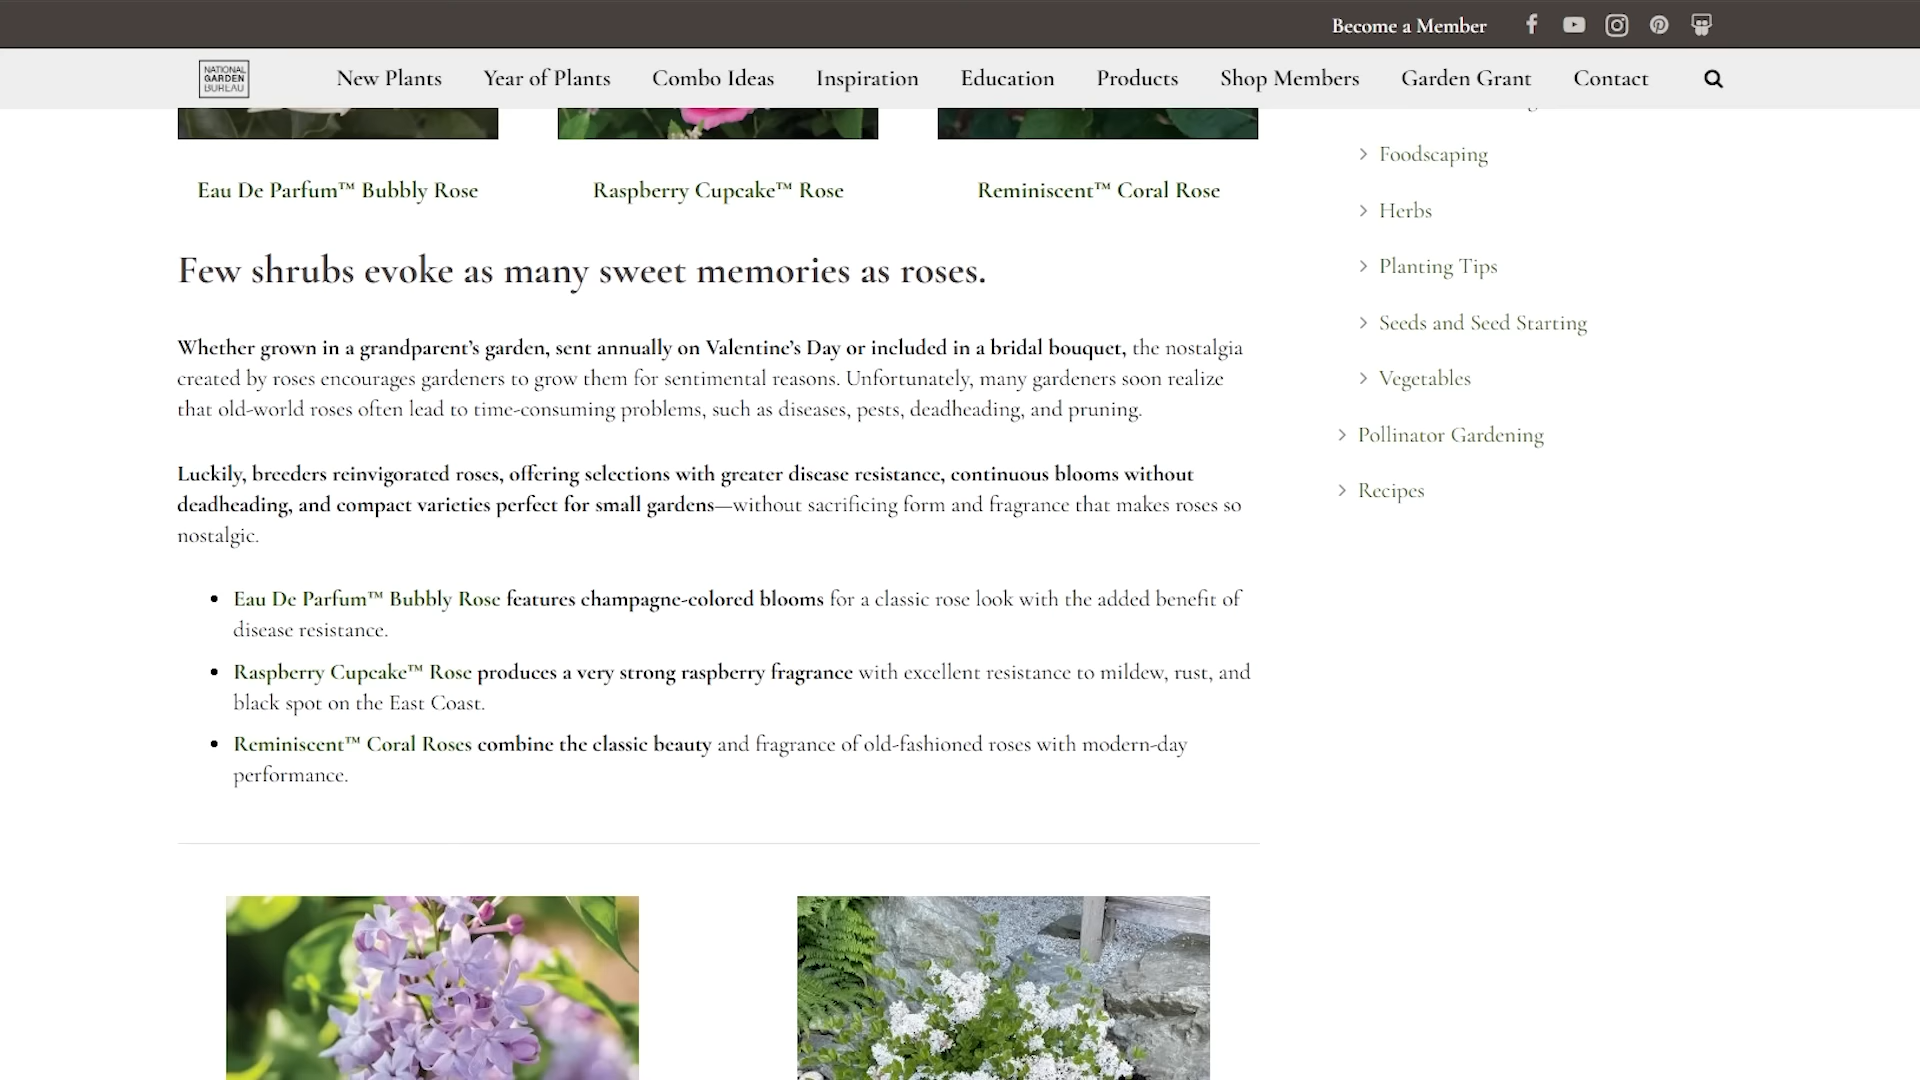 Become a Member
NATIONAL
GARDEN
BUREAU
New Plants
Year of Plants
Combo Ideas
Inspiration
Education
Products
Shop Members
Garden Grant
Contact
Eau De Parfum™ Bubbly Rose
Raspberry Cupcake™ Rose
Reminiscent™ Coral Rose
Few shrubs evoke as many sweet memories as roses.
Whether grown in a grandparent’s garden, sent annually on Valentine’s Day or included in a bridal bouquet, the nostalgia
created by roses encourages gardeners to grow them for sentimental reasons. Unfortunately, many gardeners soon realize
that old-world roses often lead to time-consuming problems, such as diseases, pests, deadheading, and pruning.
Luckily, breeders reinvigorated roses, offering selections with greater disease resistance, continuous blooms without
deadheading, and compact varieties perfect for small gardens—without sacrificing form and fragrance that makes roses so
nostalgic.
Eau De Parfum™ Bubbly Rose features champagne-colored blooms for a classic rose look with the added benefit of
disease resistance.
Raspberry Cupcake™ Rose produces a very strong raspberry fragrance with excellent resistance to mildew, rust, and
black spot on the East Coast.
Reminiscent™ Coral Roses combine the classic beauty and fragrance of old-fashioned roses with modern-day
performance.
Foodscaping
Herbs
Planting Tips
Seeds and Seed Starting
Vegetables
Pollinator Gardening
Recipes